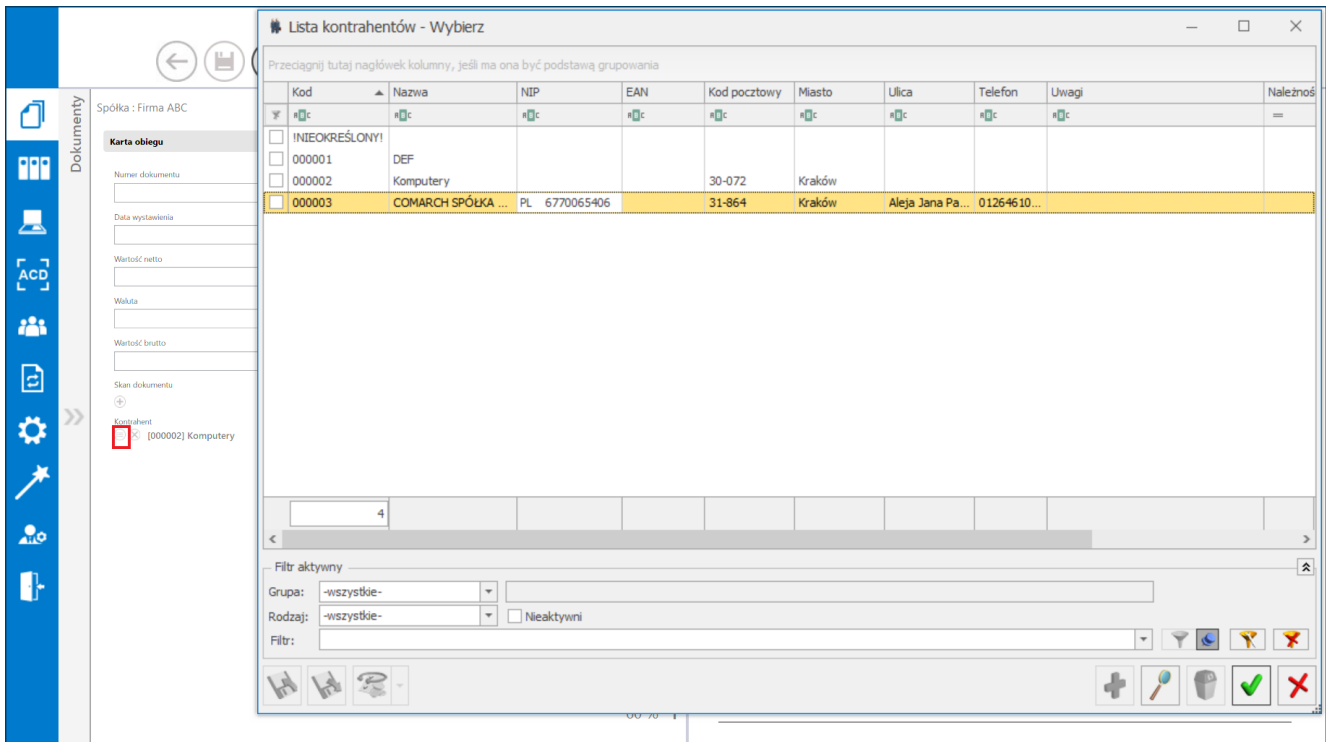 Lista kontrahentów - Wybierz
Przeciągnij tutaj nagłówek kolumny, jeśli ma ona być podstawą grupowania
Kod Nazwa NIP EAN Kod pocztowy Miasto Ulica Telefon Uwagi Należnoś
!NIEOKREŚLONY!
000001 DEF
000002 Komputery 30-072 Kraków
000003 COMARCH SPÓŁKA ... PL 6770065406 31-864 Kraków Aleja Jana Pa... 01264610...
4
Filtr aktywny
Grupa: -wszystkie-
Rodzaj: -wszystkie- Nieaktywni
Filtr:
Dokumenty
ACD
Spółka : Firma ABC
Karta obiegu
Numer dokumentu
Data wystawienia
Wartość netto
Waluta
Wartość brutto
Skan dokumentu
Kontrahent
[000002] Komputery